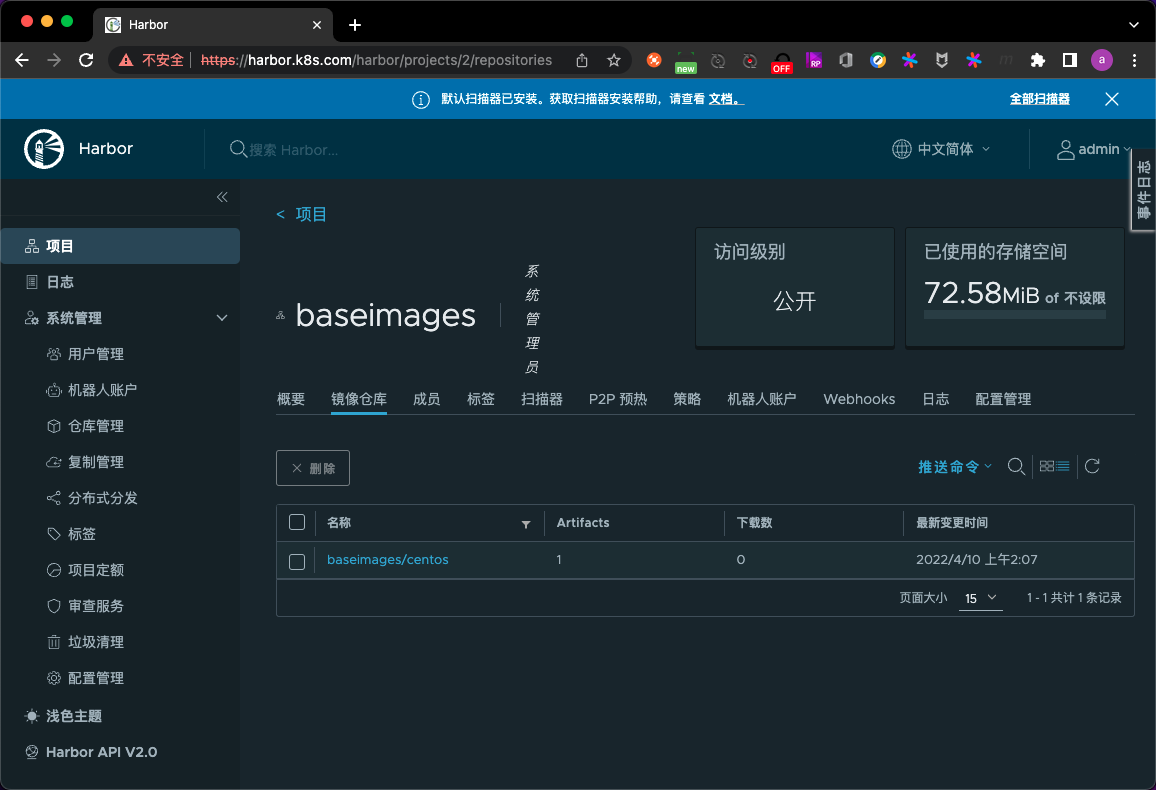 Harbor
不安全 https://harbor.k8s.com/harbor/projects/2/repositories
new
OFF
RP
a
默认扫描器已安装。获取扫描器安装帮助，请查看 文档。
全部扫描器
Harbor
搜索 Harbor...
中文简体
admin
事件日志
项目
日志
系统管理
用户管理
机器人账户
仓库管理
复制管理
分布式分发
标签
项目定额
审查服务
垃圾清理
配置管理
浅色主题
Harbor API V2.0
< 项目
baseimages
系统管理员
访问级别
公开
已使用的存储空间
72.58MiB of 不设限
概要 镜像仓库 成员 标签 扫描器 P2P 预热 策略 机器人账户 Webhooks 日志 配置管理
删除
推送命令
名称 Artifacts 下载数 最新变更时间
baseimages/centos 1 0 2022/4/10 上午2:07
页面大小 15 1 - 1 共计 1 条记录